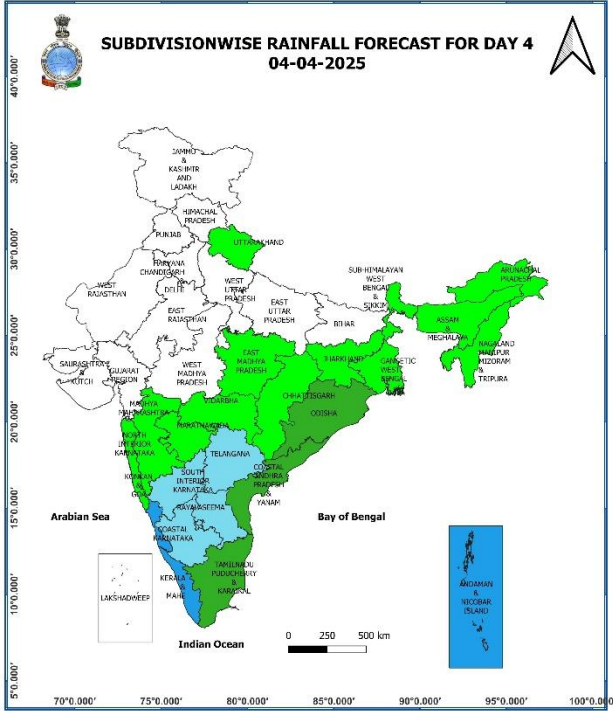 SUBDIVISIONWISE RAINFALL FORECAST FOR DAY 4
04-04-2025
40°0.000'
35°0.000'
30°0.000'
25°0.000'
20°0.000'
15°0.000'
10°0.000'
5°0.000'
JAMMU
&
KASHMIR
AND
LADAKH
HIMACHAL
PRADESH
PUNJAB
UTTARAKHAND
HARYANA
CHANDIGARH
&
DELHI
WEST
RAJASTHAN
EAST
RAJASTHAN
WEST
UTTAR
PRADESH
EAST
UTTAR
PRADESH
SUB-HIMALAYAN
WEST
BENGAL
&
SIKKIM
ARUNACHAL
PRADESH
ASSAM
&
MEGHALAYA
NAGALAND
MANIPUR
MIZORAM
&
TRIPURA
BIHAR
JHARKHAND
GANGETIC
WEST
BENGAL
SAURASHTRA
&
KUTCH
GUJARAT
REGION
WEST
MADHYA
PRADESH
EAST
MADHYA
PRADESH
CHHATTISGARH
ODISHA
VIDARBHA
MADHYA
MAHARASHTRA
MARATHWADA
NORTH
INTERIOR
KARNATAKA
KONKAN
&
GOA
TELANGANA
SOUTH
INTERIOR
KARNATAKA
COASTAL
ANDHRA
PRADESH
&
YANAM
RAYALASEEMA
COASTAL
KARNATAKA
TAMILNADU
PUDUCHERRY
&
KARAIKAL
KERALA
&
MAHE
LAKSHADWEEP
ANDAMAN
&
NICOBAR
ISLAND
Arabian Sea
Bay of Bengal
Indian Ocean
0 250 500 km
70°0.000' 75°0.000' 80°0.000' 85°0.000' 90°0.000' 95°0.000' 100°0.000'